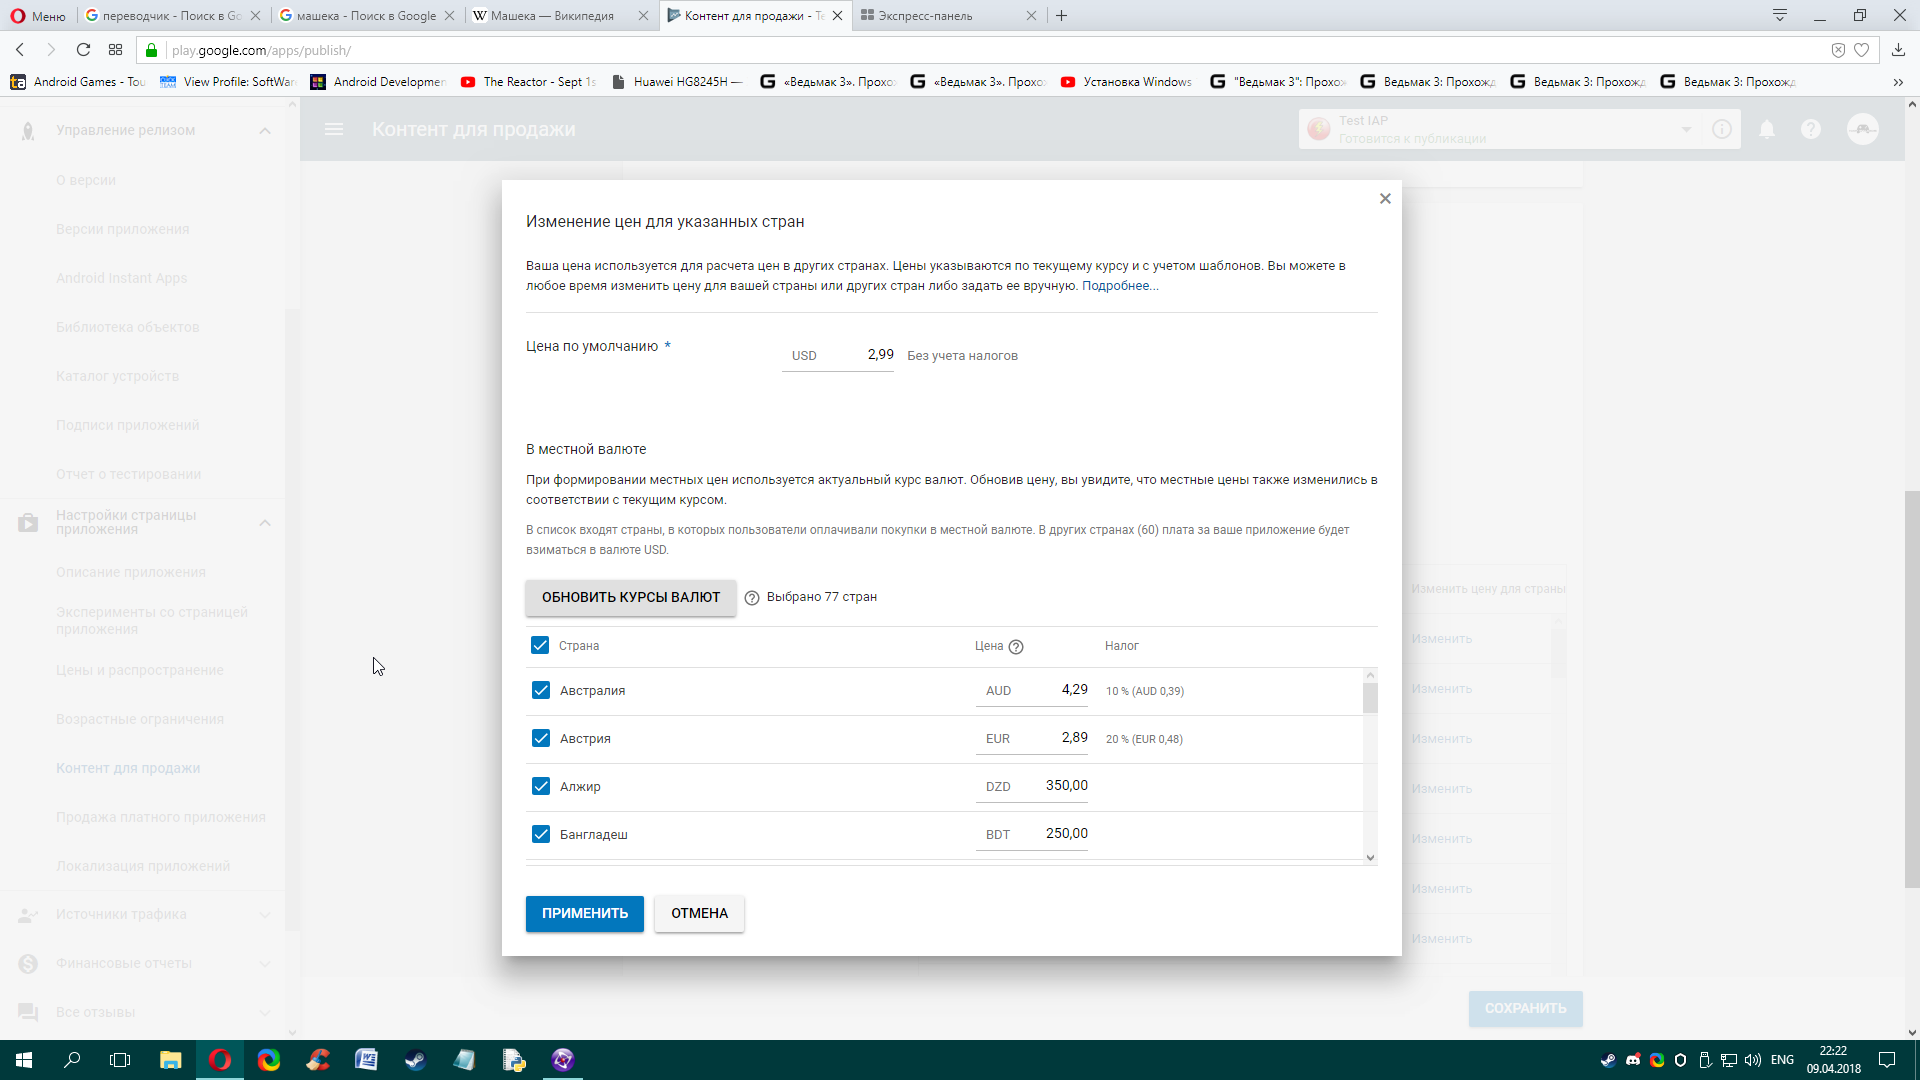 Меню
переводчик - Поиск в Go
машека - Поиск в Google
Машека — Википедия
Контент для продажи - Te
Экспресс-панель
play.google.com/apps/publish/
Android Games - Tou
View Profile: SoftWare
Android Developmen
The Reactor - Sept 1s
Huawei HG8245H —
«Ведьмак 3». Прохо
«Ведьмак 3». Прохо
Установка Windows
"Ведьмак 3": Прохож
Ведьмак 3: Прохожд
Ведьмак 3: Прохожд
Ведьмак 3: Прохожд
Управление релизом
О версии
Версии приложения
Android Instant Apps
Библиотека объектов
Каталог устройств
Подписи приложений
Отчет о тестировании
Настройки страницы
приложения
Описание приложения
Эксперименты со страницей
приложения
Цены и распространение
Возрастные ограничения
Контент для продажи
Продажа платного приложения
Локализация приложений
Источники трафика
Финансовые отчеты
Все отзывы
Контент для продажи
Test IAP
Готовится к публикации
Изменение цен для указанных стран
Ваша цена используется для расчета цен в других странах. Цены указываются по текущему курсу и с учетом шаблонов. Вы можете в
любое время изменить цену для вашей страны или других стран либо задать ее вручную. Подробнее...
Цена по умолчанию *
USD 2,99 Без учета налогов
В местной валюте
При формировании местных цен используется актуальный курс валют. Обновив цену, вы увидите, что местные цены также изменились в
соответствии с текущим курсом.
В список входят страны, в которых пользователи оплачивали покупки в местной валюте. В других странах (60) плата за ваше приложение будет
взиматься в валюте USD.
ОБНОВИТЬ КУРСЫ ВАЛЮТ
Выбрано 77 стран
Страна Цена Налог
Австралия AUD 4,29 10 % (AUD 0,39)
Австрия EUR 2,89 20 % (EUR 0,48)
Алжир DZD 350,00
Бангладеш BDT 250,00
ПРИМЕНИТЬ
ОТМЕНА
Изменить цену для страны
Изменить
Изменить
Изменить
Изменить
Изменить
Изменить
Изменить
СОХРАНИТЬ
ENG
22:22
09.04.2018